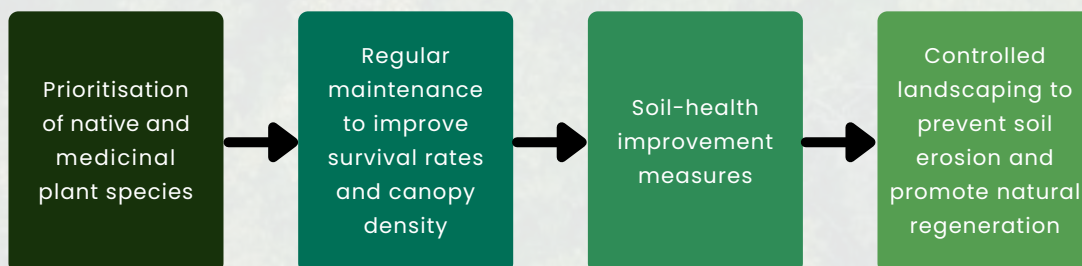 Prioritisation
of native and
medicinal
plant species
Regular
maintenance
to improve
survival rates
and canopy
density
Soil-health
improvement
measures
Controlled
landscaping to
prevent soil
erosion and
promote natural
regeneration